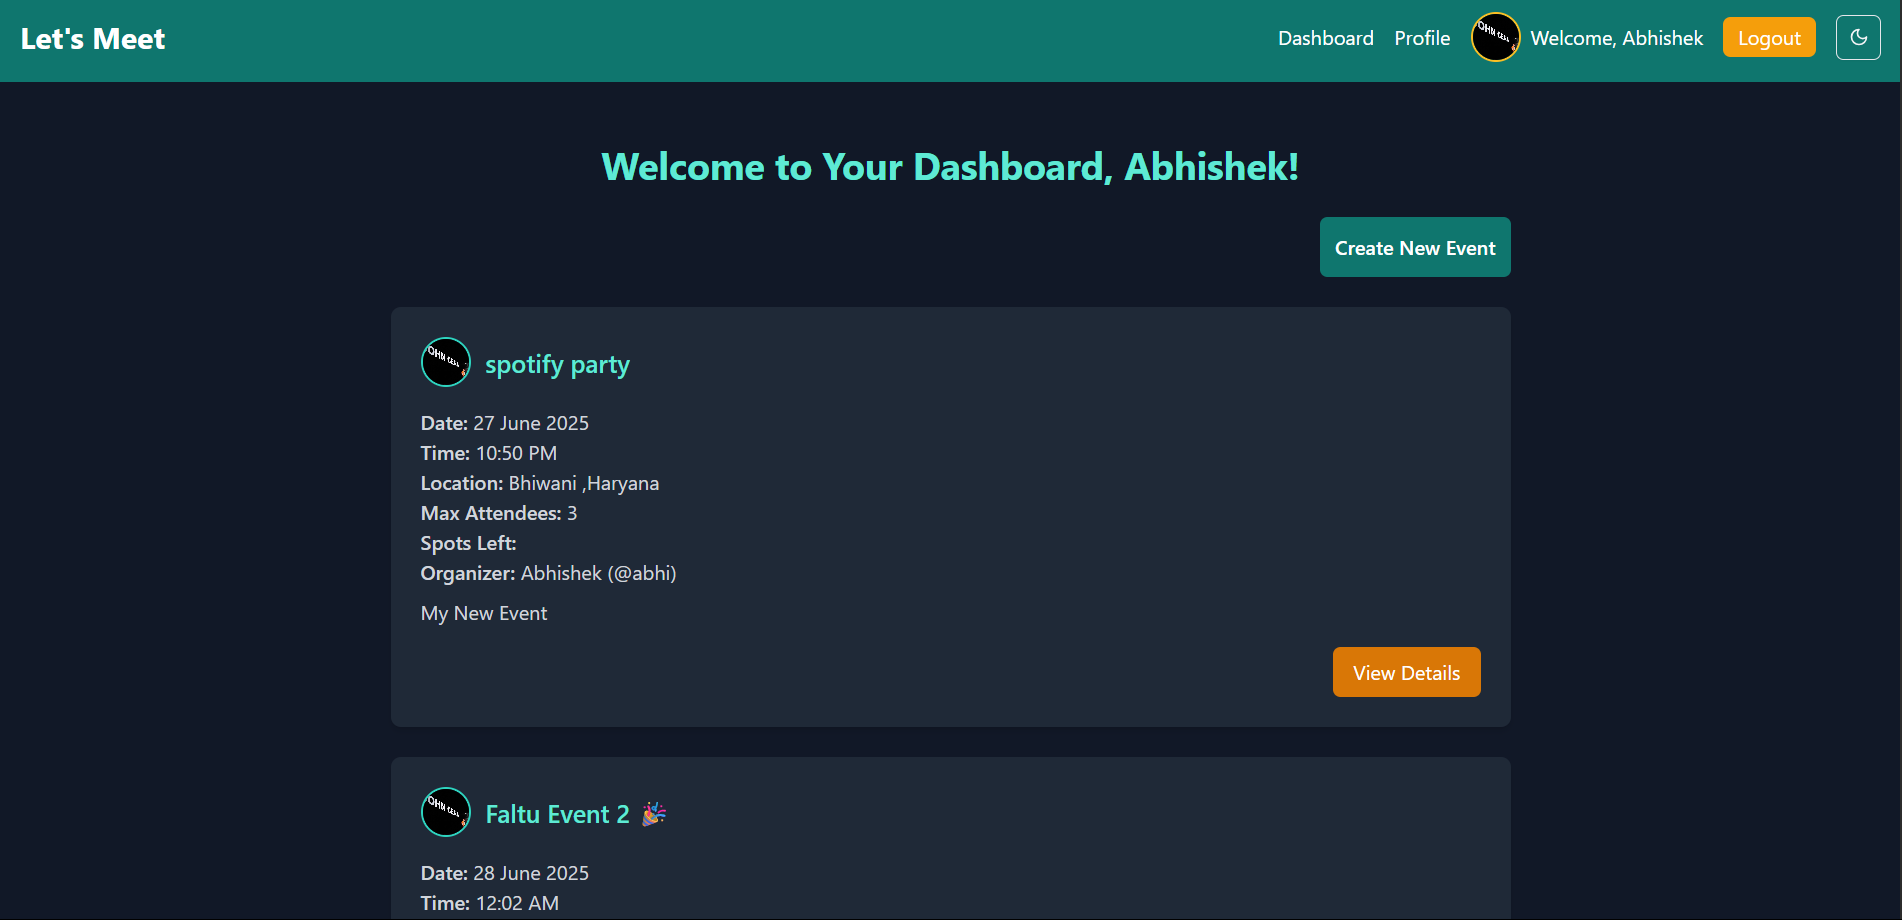 Let's Meet
Dashboard Profile Welcome, Abhishek Logout
Welcome to Your Dashboard, Abhishek!
Create New Event
spotify party
Date: 27 June 2025
Time: 10:50 PM
Location: Bhiwani ,Haryana
Max Attendees: 3
Spots Left:
Organizer: Abhishek (@abhi)
My New Event
View Details
Faltu Event 2 🎉
Date: 28 June 2025
Time: 12:02 AM